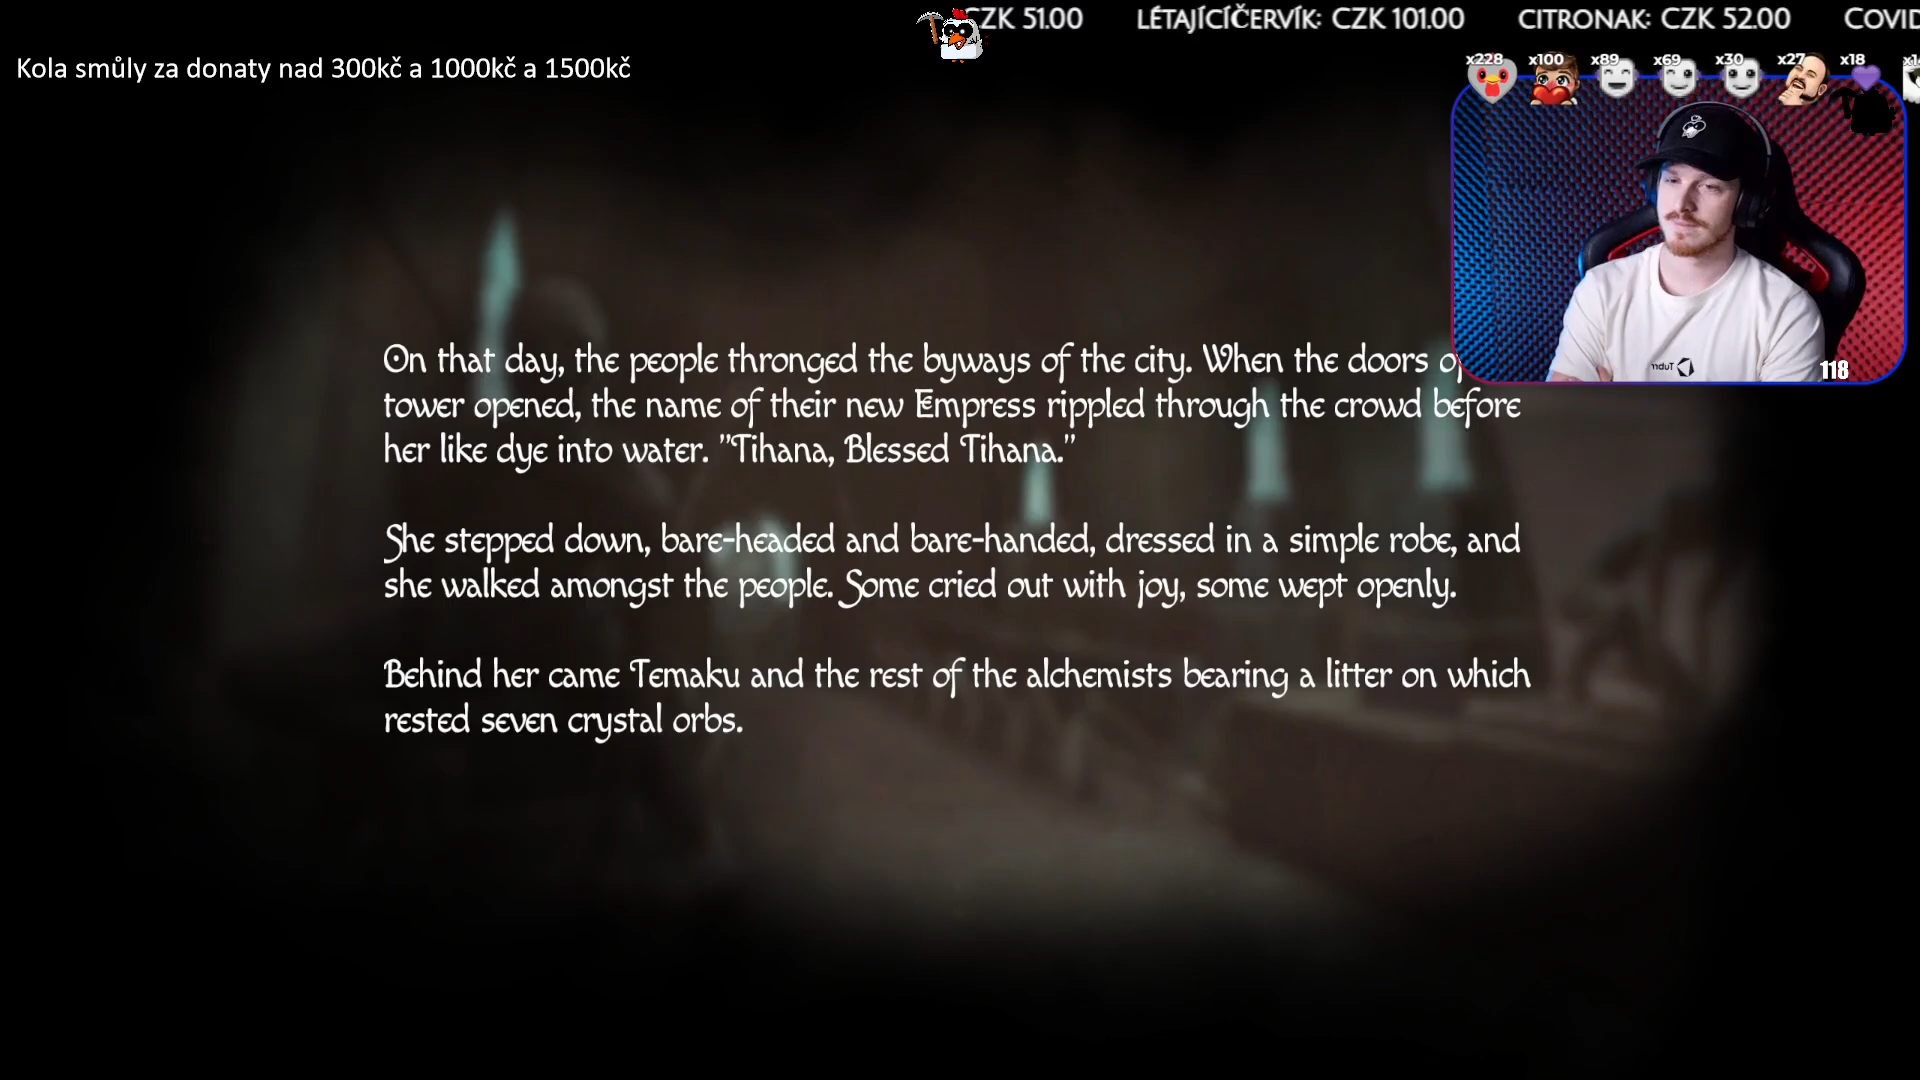 CZK 51.00 LÉTAJÍCÍČERVÍK: CZK 101.00 CITRONAK: CZK 52.00
Kola smůly za donaty nad 300kč a 1000kč a 1500kč
x228 x100 x89 x69 x30 x27 x18
118
On that day, the people thronged the byways of the city. When the doors
tower opened, the name of their new Empress rippled through the crowd before
her like dye into water. "Tihana, Blessed Tihana."
She stepped down, bare-headed and bare-handed, dressed in a simple robe, and
she walked amongst the people. Some cried out with joy, some wept openly.
Behind her came Temaku and the rest of the alchemists bearing a litter on which
rested seven crystal orbs.